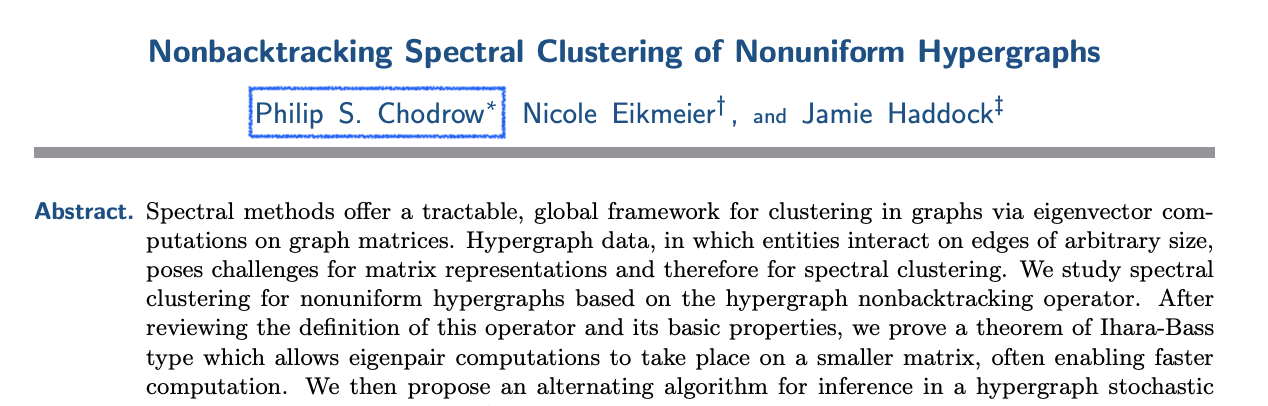 Nonbacktracking Spectral Clustering of Nonuniform Hypergraphs
Philip S. Chodrow* Nicole Eikmeier†, and Jamie Haddock‡
Abstract. Spectral methods offer a tractable, global framework for clustering in graphs via eigenvector com-
putations on graph matrices. Hypergraph data, in which entities interact on edges of arbitrary size,
poses challenges for matrix representations and therefore for spectral clustering. We study spectral
clustering for nonuniform hypergraphs based on the hypergraph nonbacktracking operator. After
reviewing the definition of this operator and its basic properties, we prove a theorem of Ihara-Bass
type which allows eigenpair computations to take place on a smaller matrix, often enabling faster
computation. We then propose an alternating algorithm for inference in a hypergraph stochastic